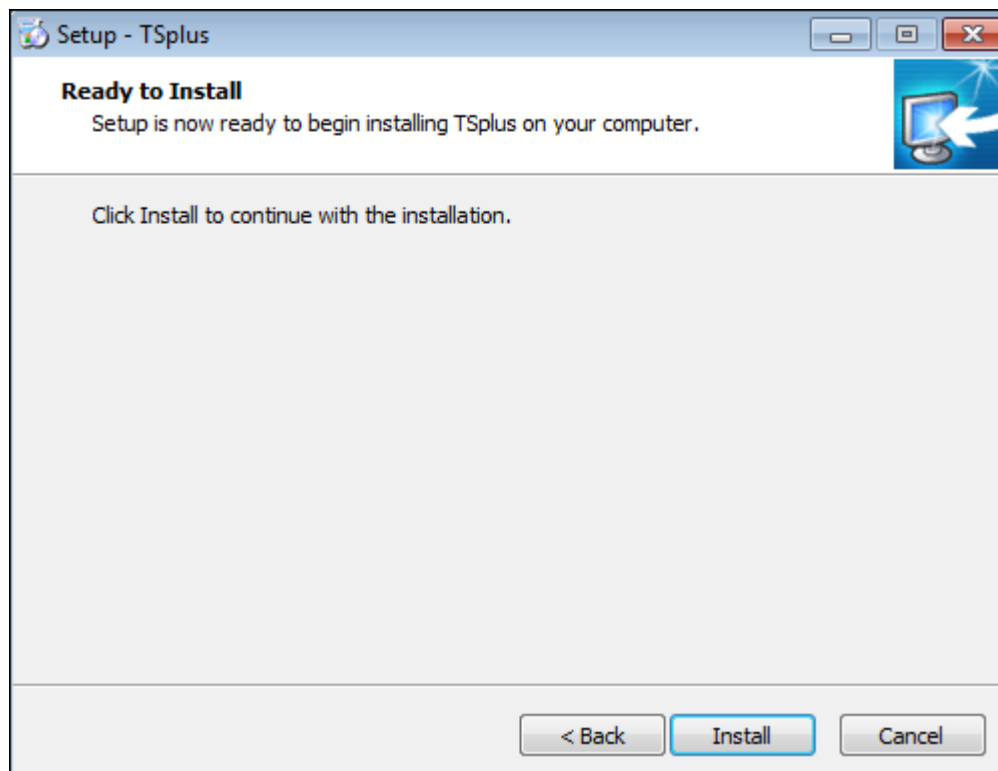 Setup - TSplus
Ready to Install
Setup is now ready to begin installing TSplus on your computer.
Click Install to continue with the installation.
< Back
Install
Cancel